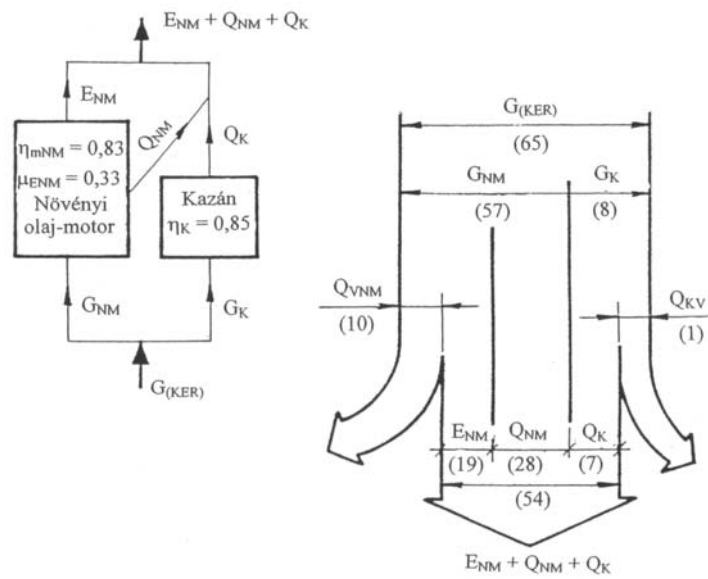 E_NM + Q_NM + Q_K
E_NM
Q_NM
Q_K
η_mNM = 0,83
μ_ENM = 0,33
Növényi
olaj-motor
Kazán
η_K = 0,85
G_NM
G_K
G_(KER)
G_(KER)
(65)
G_NM
G_K
(57)
(8)
Q_VNM
Q_KV
(10)
(1)
E_NM
Q_NM
Q_K
(19)
(28)
(7)
(54)
E_NM + Q_NM + Q_K